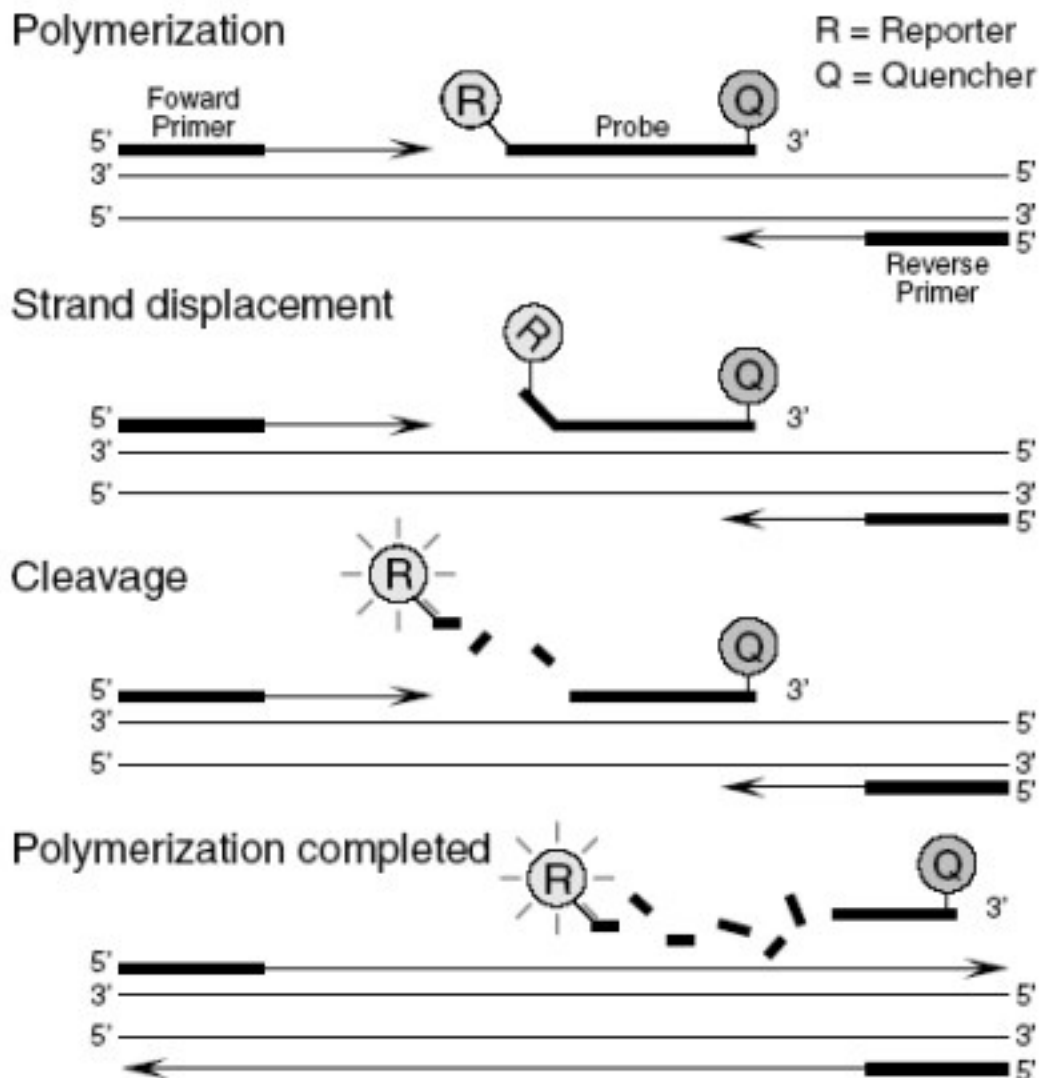 Polymerization
R = Reporter
Q = Quencher
Foward
Primer
R
Probe
Q
5'
3'
3'
5'
5'
3'
5'
Reverse
Primer
Strand displacement
R
Q
5'
3'
3'
5'
5'
3'
5'
Cleavage
R
Q
5'
3'
3'
5'
5'
3'
5'
Polymerization completed
R
Q
3'
5'
3'
5'
5'
3'
5'